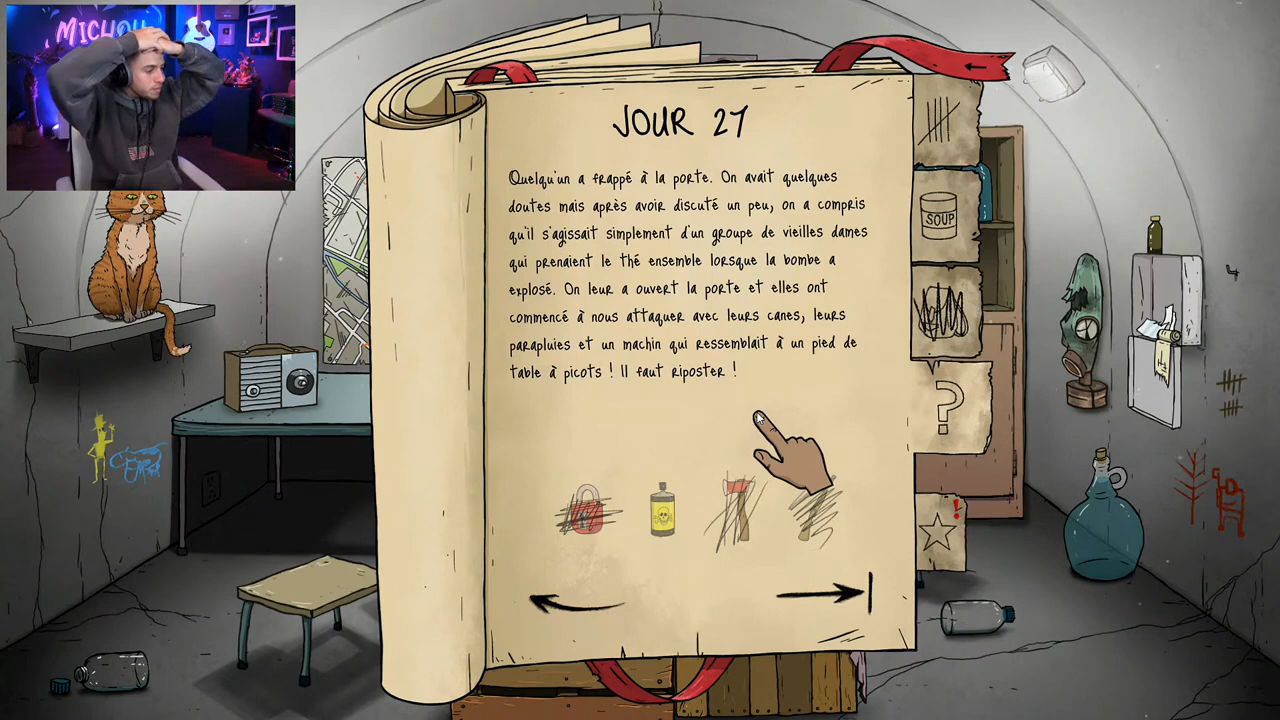 MICHOU
JOUR 27
Quelqu'un a frappé à la porte. On avait quelques
doutes mais après avoir discuté un peu, on a compris
qu'il s'agissait simplement d'un groupe de vieilles dames
qui prenaient le thé ensemble lorsque la bombe a
explosé. On leur a ouvert la porte et elles ont
commencé à nous attaquer avec leurs canes, leurs
parapluies et un machin qui ressemblait à un pied de
table à picots ! Il faut riposter !
SOUP
?
!